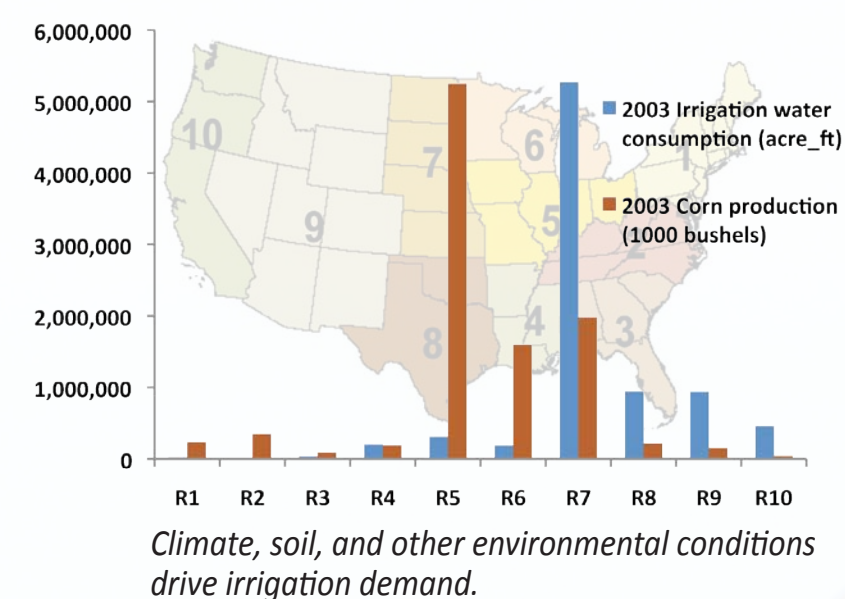 6,000,000
5,000,000
4,000,000
3,000,000
2,000,000
1,000,000
0
10
9
7
8
6
5
4
3
2
1
2003 Irrigation water
consumption (acre_ft)
2003 Corn production
(1000 bushels)
R1 R2 R3 R4 R5 R6 R7 R8 R9 R10
Climate, soil, and other environmental conditions
drive irrigation demand.